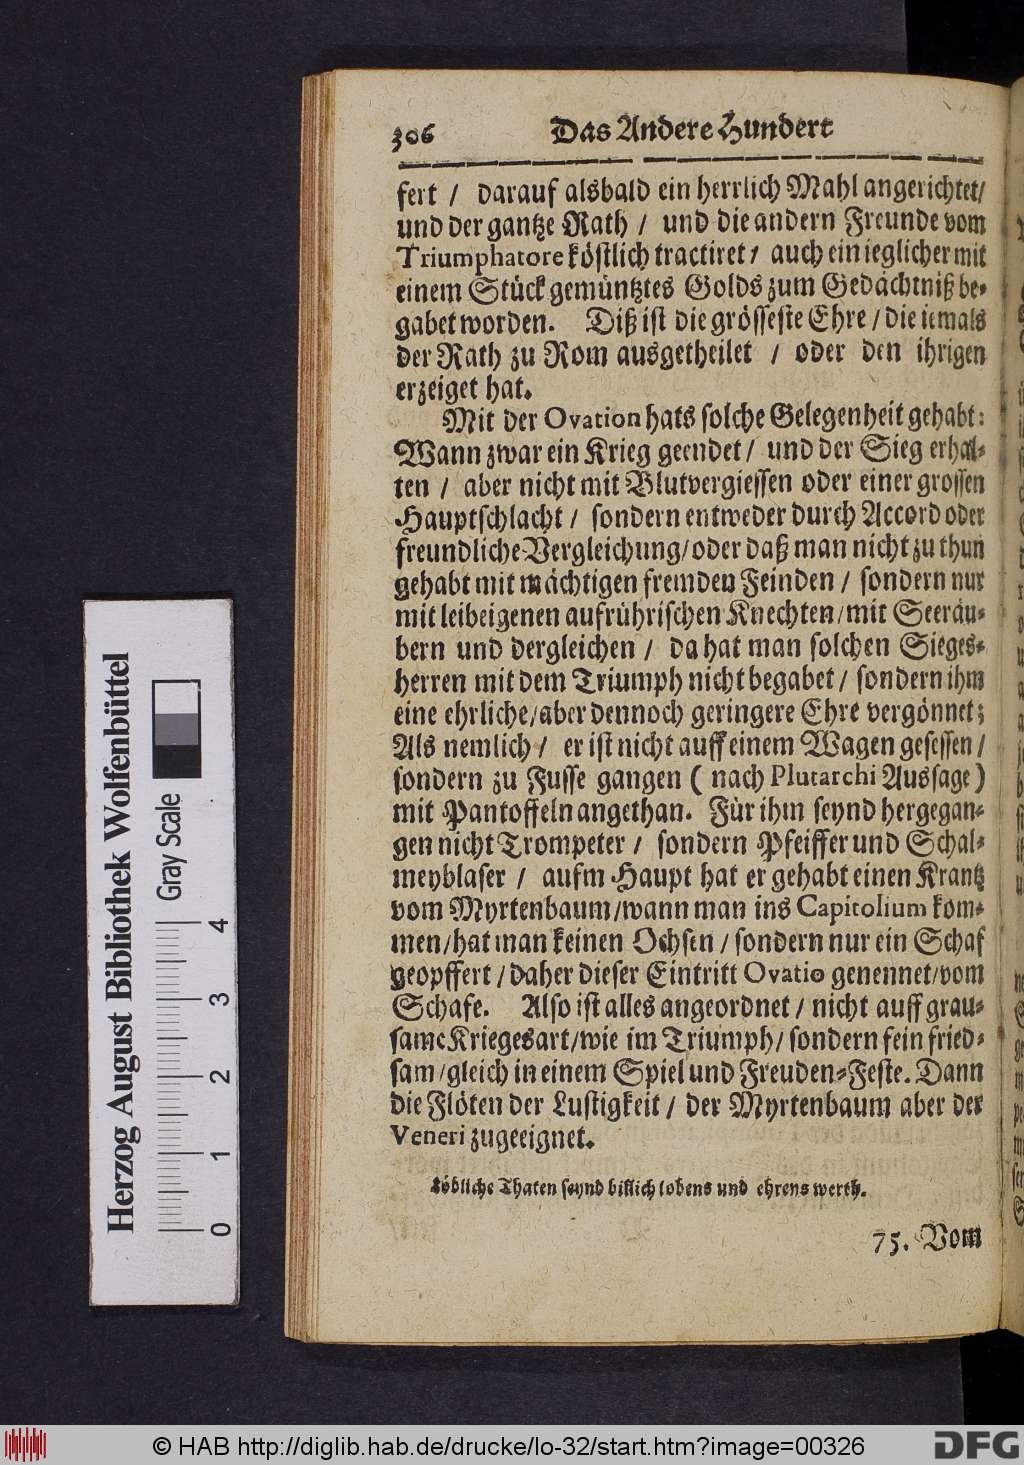 306 Das Andere Hundert
fert / darauf alsbald ein herrlich Mahl angerichtet/
und der gantze Rath / und die andern Freunde vom
Triumphatore köstlich tractiret / auch ein ieglicher mit
einem Stück gemüntztes Golds zum Gedächtniß be-
gabet worden. Diß ist die grösseste Ehre / die iemals
der Rath zu Rom ausgetheilet / oder den ihrigen
erzeiget hat.
Mit der Ovation hats solche Gelegenheit gehabt:
Wann zwar ein Krieg geendet / und der Sieg erhal-
ten / aber nicht mit Blutvergiessen oder einer grossen
Hauptschlacht / sondern entweder durch Accord oder
freundliche Vergleichung/ oder daß man nicht zu thun
gehabt mit mächtigen fremden Feinden / sondern nur
mit leibeigenen aufrührischen Knechten/ mit Seeräu-
bern und dergleichen / da hat man solchen Sieges-
herren mit dem Triumph nicht begabet / sondern ihm
eine ehrliche/ aber dennoch geringere Ehre vergönnet;
Als nemlich / er ist nicht auff einem Wagen gesessen /
sondern zu Fusse gangen ( nach Plutarchi Aussage )
mit Pantoffeln angethan. Für ihm seynd hergegan-
gen nicht Trompeter / sondern Pfeiffer und Schal-
meyblaser / aufm Haupt hat er gehabt einen Krantz
vom Myrtenbaum/ wann man ins Capitolium kom-
men/ hat man keinen Ochsen / sondern nur ein Schaf
geopffert / daher dieser Eintritt Ovatio genennet/ vom
Schafe. Also ist alles angeordnet / nicht auff grau-
same Kriegesart/ wie im Triumph/ sondern fein fried-
sam / gleich in einem Spiel und Freuden-Feste. Dann
die Flöten der Lustigkeit / der Myrtenbaum aber der
Veneri zugeeignet.
Löbliche Thaten seynd billich lobens und ehrens werth.
75. Vom
Herzog August Bibliothek Wolfenbüttel
Gray Scale
0 1 2 3 4
© HAB http://diglib.hab.de/drucke/lo-32/start.htm?image=00326
DFG